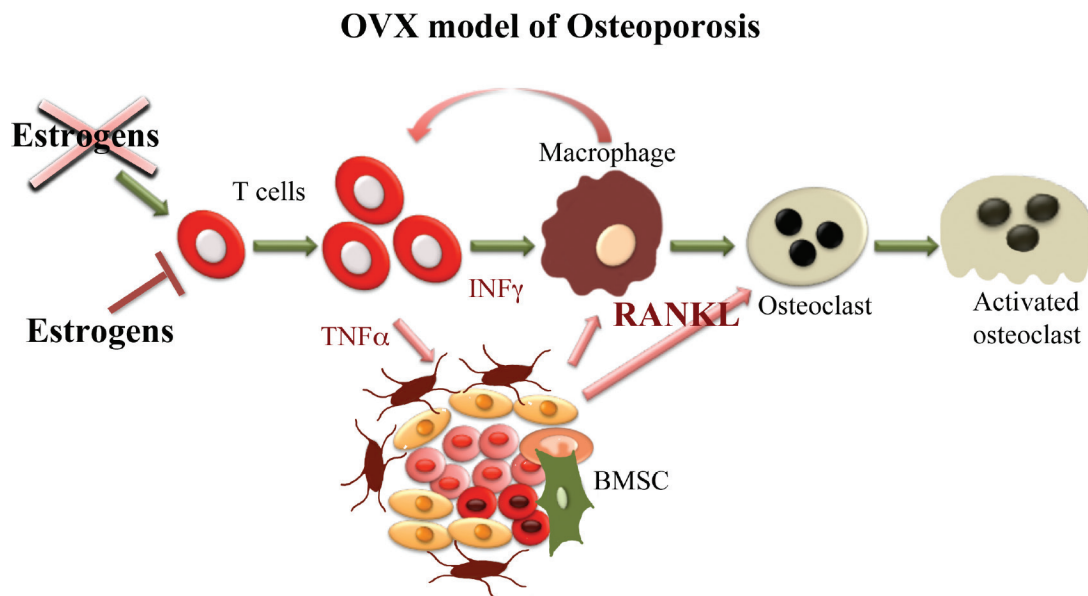 OVX model of Osteoporosis
Estrogens
T cells
Macrophage
INFγ
Estrogens
TNFα
RANKL
Osteoclast
Activated
osteoclast
BMSC